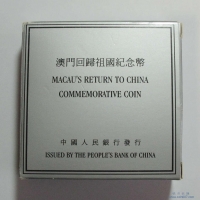 澳門回歸祖國紀念幣
MACAU'S RETURN TO CHINA
COMMEMORATIVE COIN
中國人民銀行發行
ISSUED BY THE PEOPLE'S BANK OF CHINA